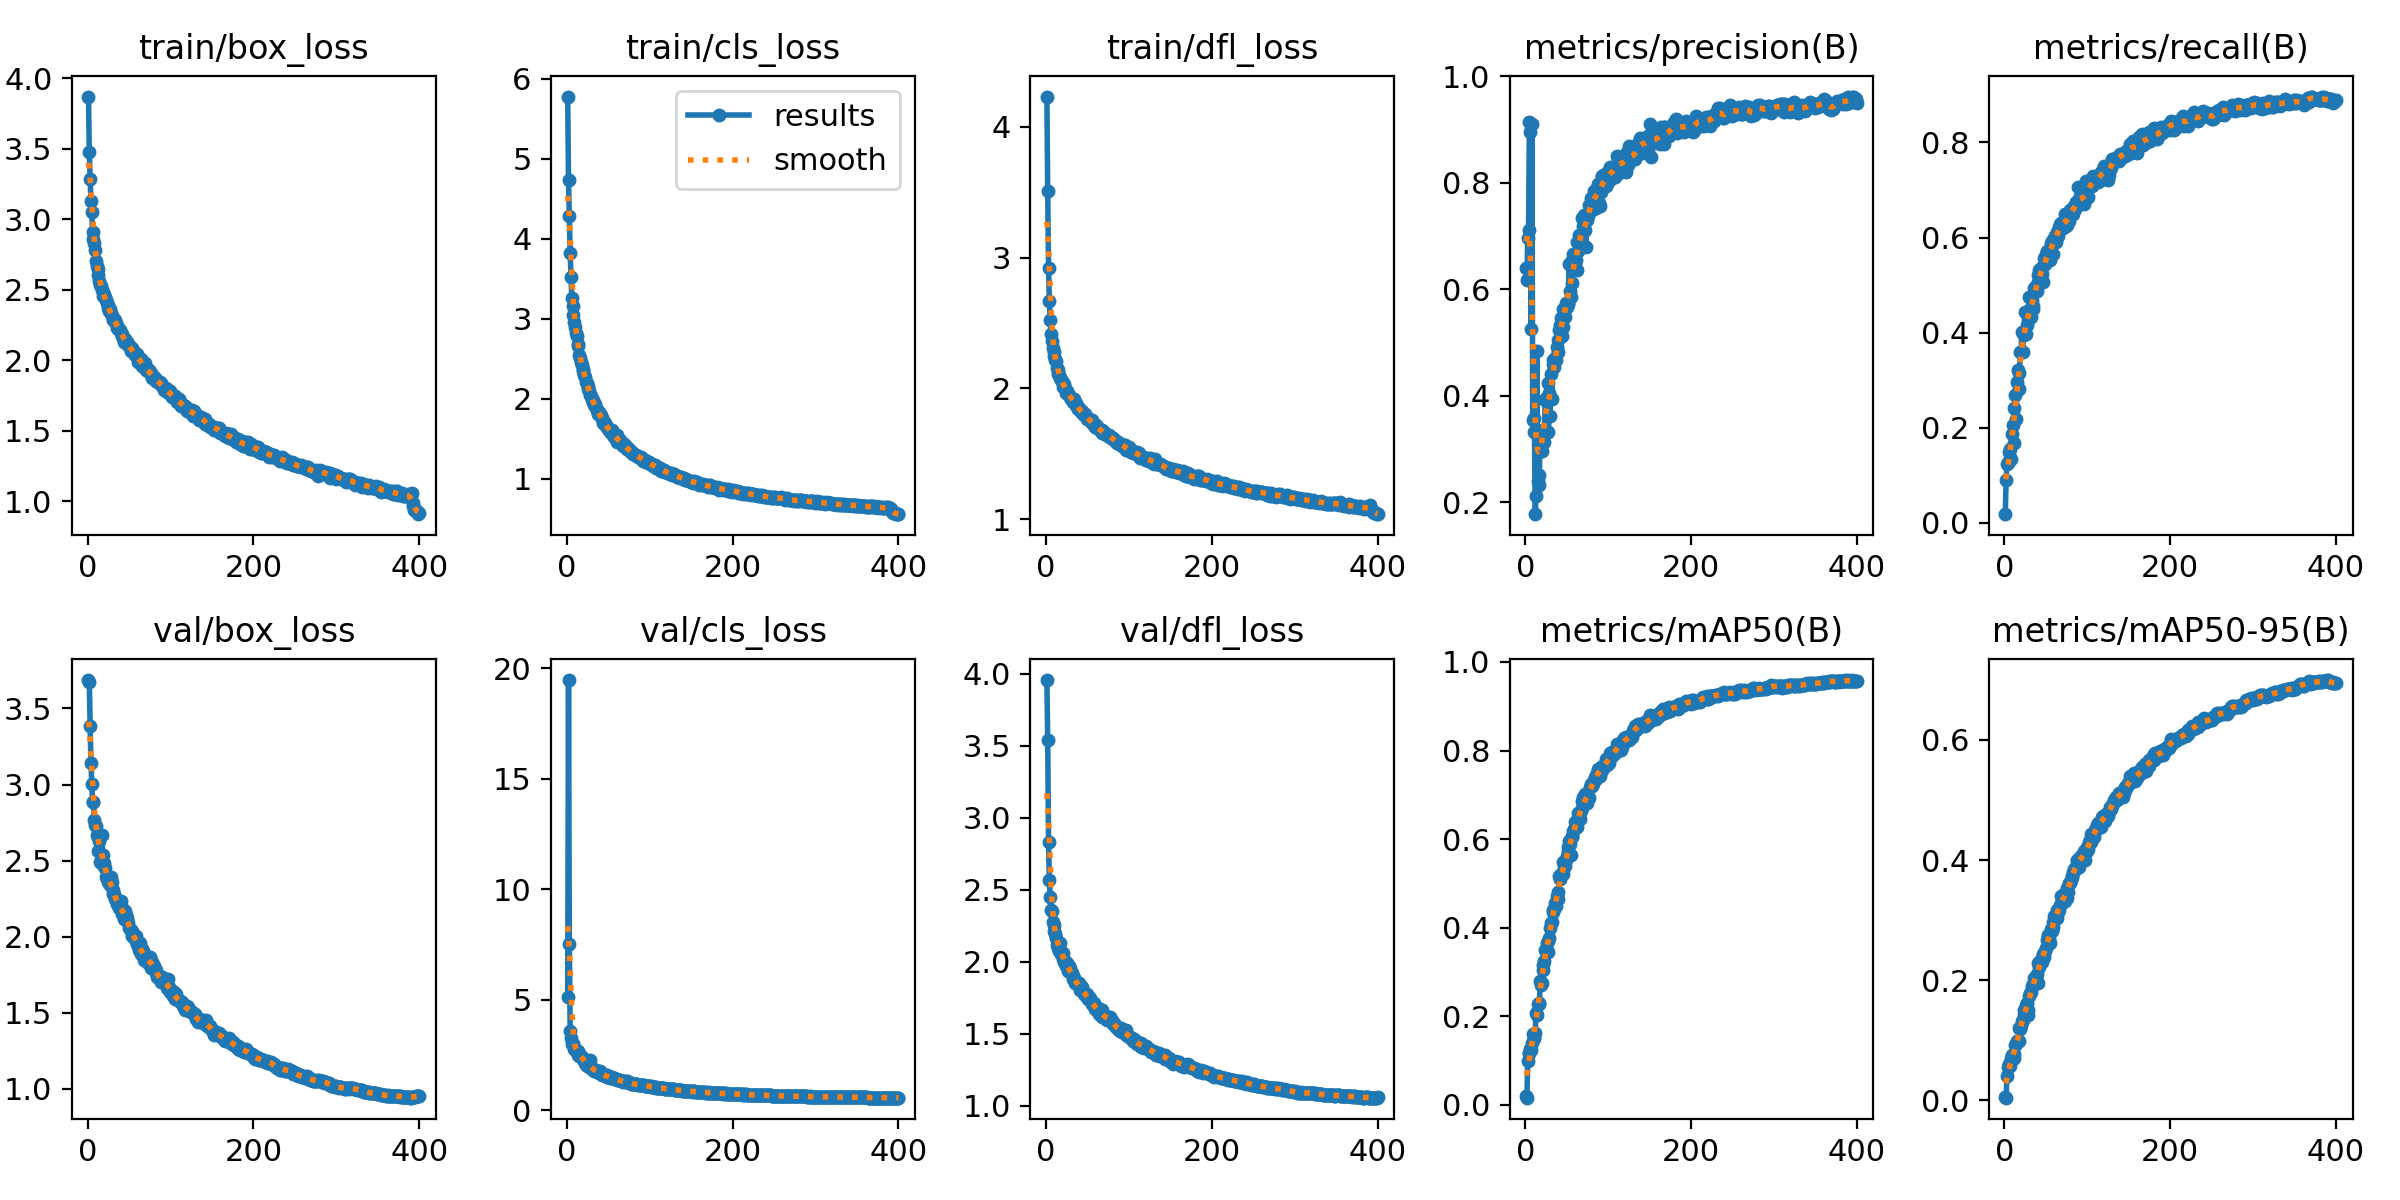 train/box_loss
4.0
3.5
3.0
2.5
2.0
1.5
1.0
0 200 400
train/cls_loss
6
5
4
3
2
1
0 200 400
results
smooth
train/dfl_loss
4
3
2
1
0 200 400
metrics/precision(B)
1.0
0.8
0.6
0.4
0.2
0 200 400
metrics/recall(B)
0.8
0.6
0.4
0.2
0.0
0 200 400
val/box_loss
3.5
3.0
2.5
2.0
1.5
1.0
0 200 400
val/cls_loss
20
15
10
5
0
0 200 400
val/dfl_loss
4.0
3.5
3.0
2.5
2.0
1.5
1.0
0 200 400
metrics/mAP50(B)
1.0
0.8
0.6
0.4
0.2
0.0
0 200 400
metrics/mAP50-95(B)
0.6
0.4
0.2
0.0
0 200 400